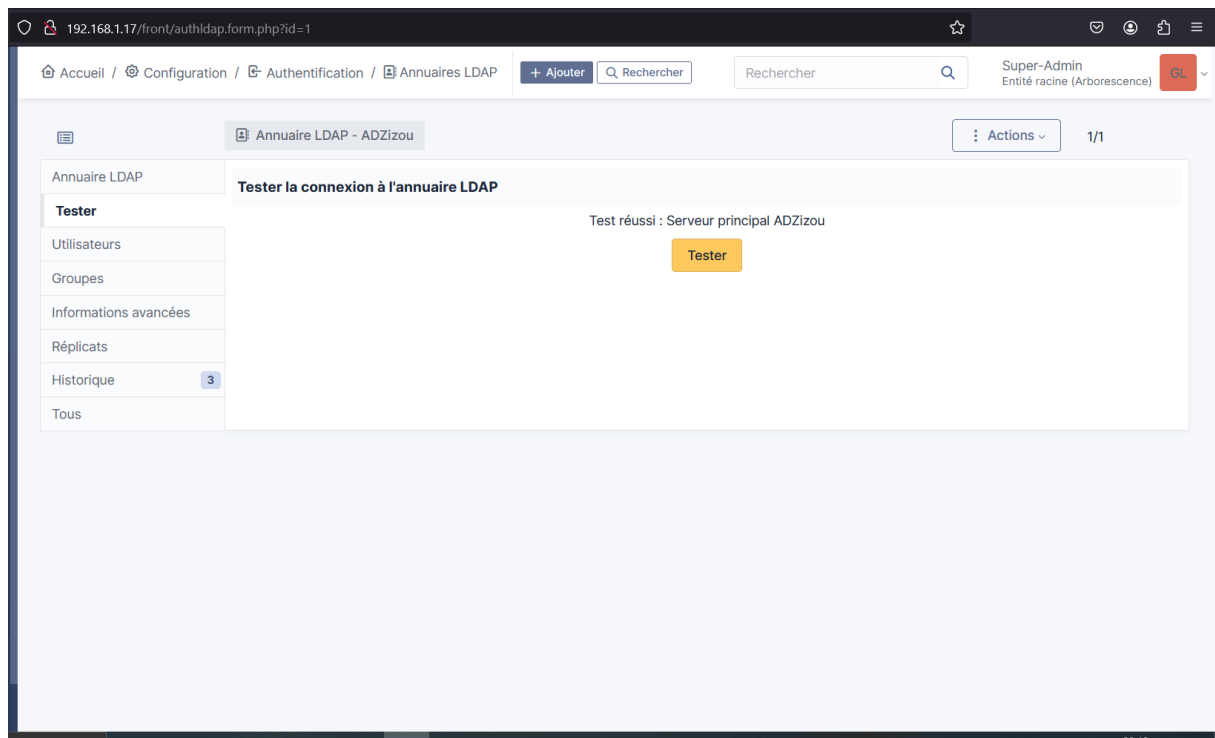 192.168.1.17/front/authldap.form.php?id=1
Accueil / Configuration / Authentification / Annuaires LDAP + Ajouter Rechercher Rechercher Super-Admin
Entité racine (Arborescence) GL
Annuaire LDAP - ADZizou Actions 1/1
Annuaire LDAP
Tester la connexion à l'annuaire LDAP
Tester
Test réussi : Serveur principal ADZizou
Utilisateurs
Tester
Groupes
Informations avancées
Réplicats
Historique 3
Tous